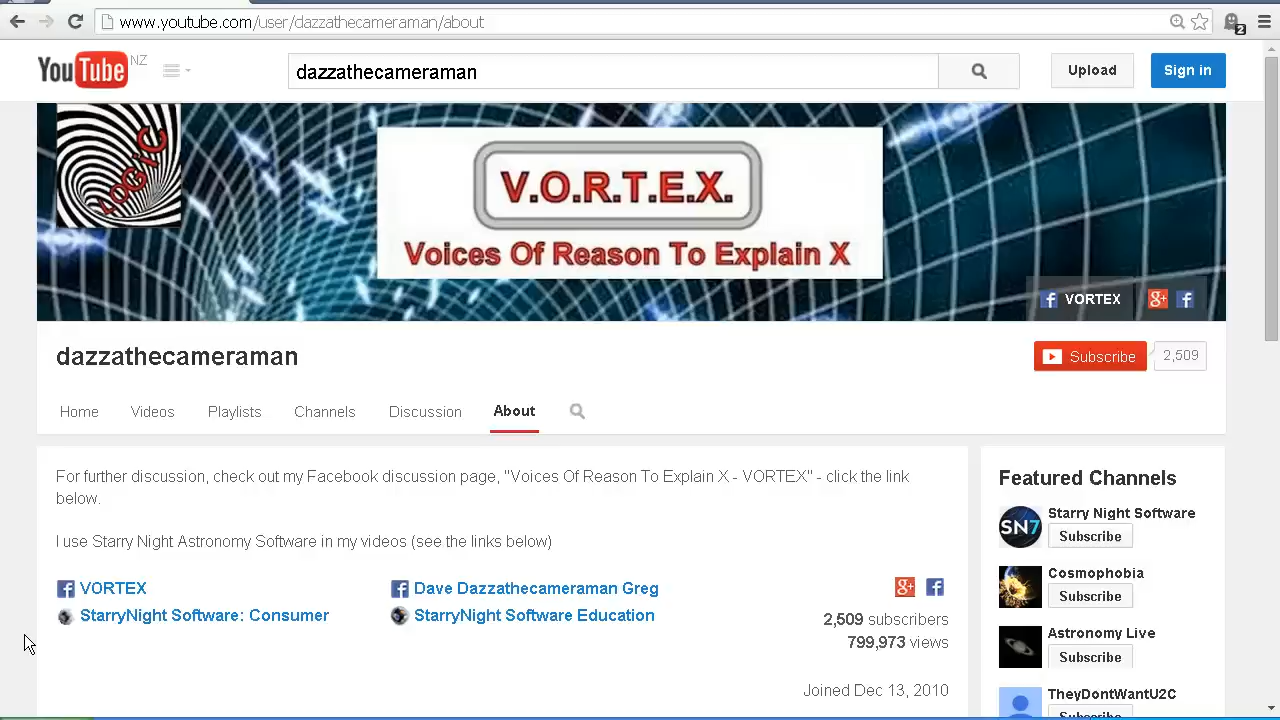 www.youtube.com/user/dazzathecameraman/about
2
YouTube NZ
dazzathecameraman
Upload
Sign in
LOGIC
V.O.R.T.E.X.
Voices Of Reason To Explain X
VORTEX
dazzathecameraman
Subscribe 2,509
Home Videos Playlists Channels Discussion About
For further discussion, check out my Facebook discussion page, "Voices Of Reason To Explain X - VORTEX" - click the link
below.
I use Starry Night Astronomy Software in my videos (see the links below)
VORTEX
Dave Dazzathecameraman Greg
StarryNight Software: Consumer
StarryNight Software Education
2,509 subscribers
799,973 views
Joined Dec 13, 2010
Featured Channels
SN7
Starry Night Software
Subscribe
Cosmophobia
Subscribe
Astronomy Live
Subscribe
TheyDontWantU2C
Subscribe